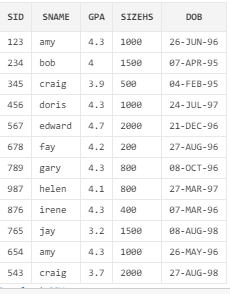 SID SNAME GPA SIZEHS DOB
123 amy 4.3 1000 26-JUN-96
234 bob 4 1500 07-APR-95
345 craig 3.9 500 04-FEB-95
456 doris 4.3 1000 24-JUL-97
567 edward 4.7 2000 21-DEC-96
678 fay 4.2 200 27-AUG-96
789 gary 4.3 800 08-OCT-96
987 helen 4.1 800 27-MAR-97
876 irene 4.3 400 07-MAR-96
765 jay 3.2 1500 08-AUG-98
654 amy 4.3 1000 26-MAY-96
543 craig 3.7 2000 27-AUG-98